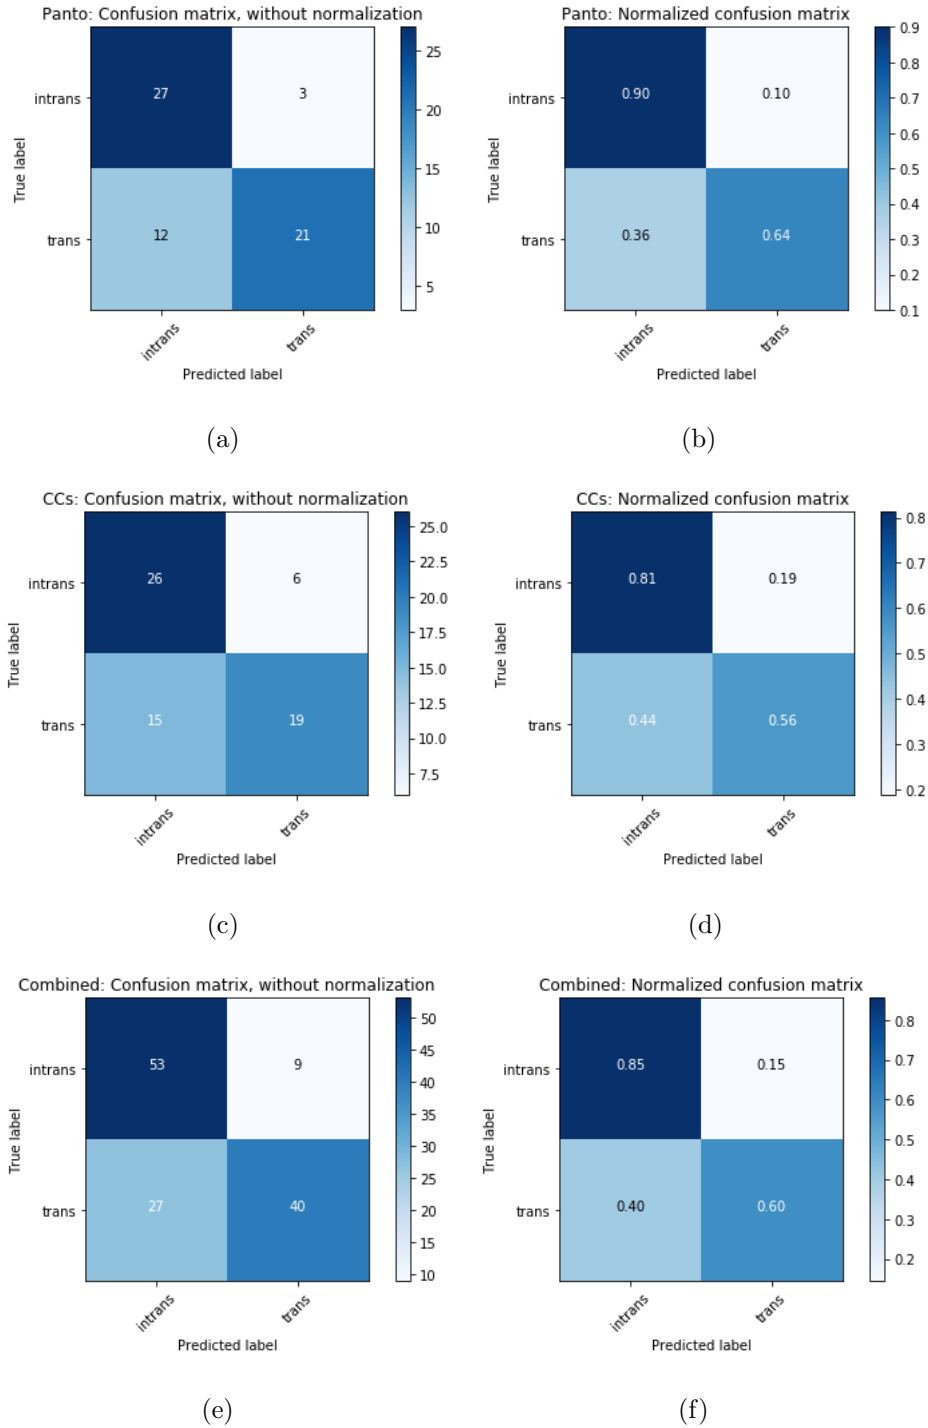 Panto: Confusion matrix, without normalization
True label
intrans
27
3
trans
12
21
intrans
trans
Predicted label
25
20
15
10
5
(a)
Panto: Normalized confusion matrix
True label
intrans
0.90
0.10
trans
0.36
0.64
intrans
trans
Predicted label
0.9
0.8
0.7
0.6
0.5
0.4
0.3
0.2
0.1
(b)
CCs: Confusion matrix, without normalization
True label
intrans
26
6
trans
15
19
intrans
trans
Predicted label
25.0
22.5
20.0
17.5
15.0
12.5
10.0
7.5
(c)
CCs: Normalized confusion matrix
True label
intrans
0.81
0.19
trans
0.44
0.56
intrans
trans
Predicted label
0.8
0.7
0.6
0.5
0.4
0.3
0.2
(d)
Combined: Confusion matrix, without normalization
True label
intrans
53
9
trans
27
40
intrans
trans
Predicted label
50
45
40
35
30
25
20
15
10
(e)
Combined: Normalized confusion matrix
True label
intrans
0.85
0.15
trans
0.40
0.60
intrans
trans
Predicted label
0.8
0.7
0.6
0.5
0.4
0.3
0.2
(f)